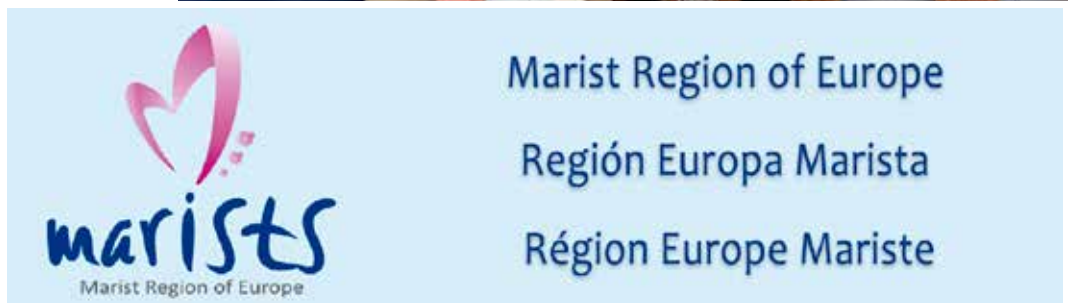 marists
Marist Region of Europe
Marist Region of Europe
Región Europa Marista
Région Europe Mariste